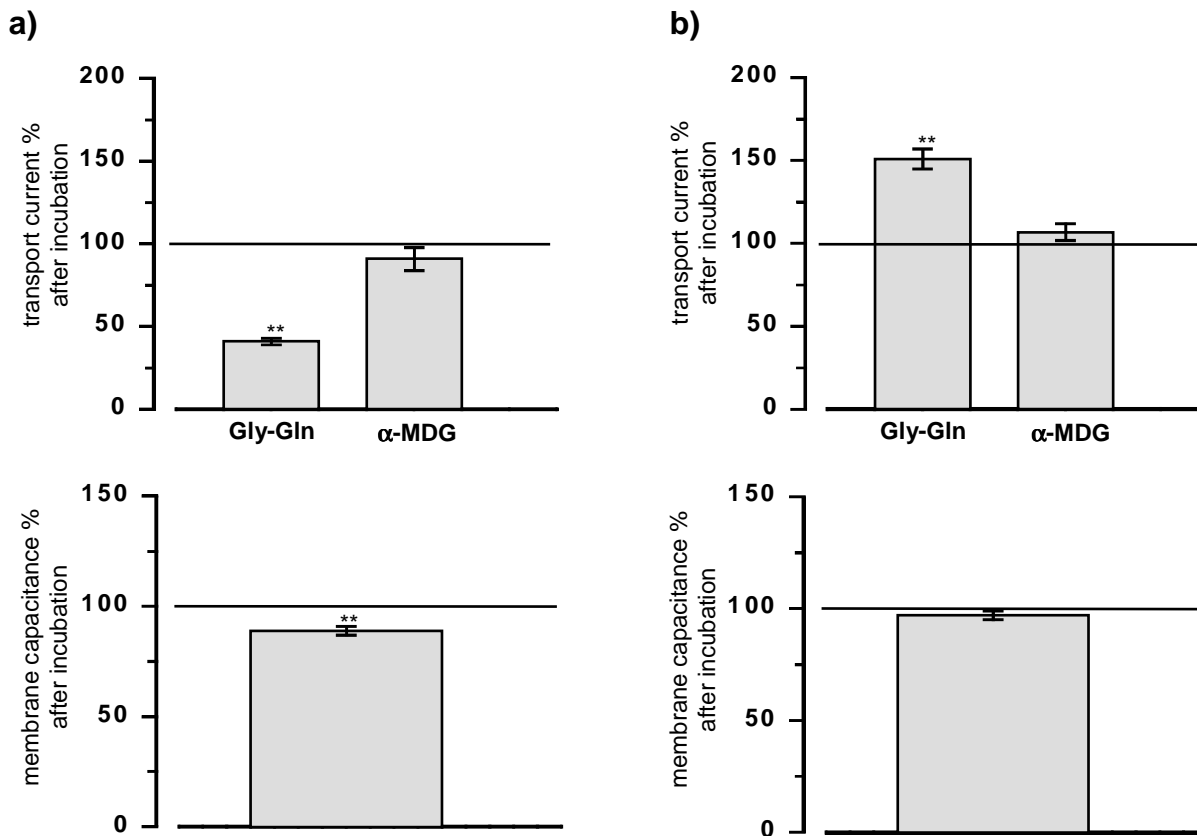 a)
transport current %
after incubation
200
150
100
50
0
**
Gly-Gln
α-MDG
membrane capacitance %
after incubation
150
100
50
0
**
b)
transport current %
after incubation
200
150
100
50
0
**
Gly-Gln
α-MDG
membrane capacitance %
after incubation
150
100
50
0